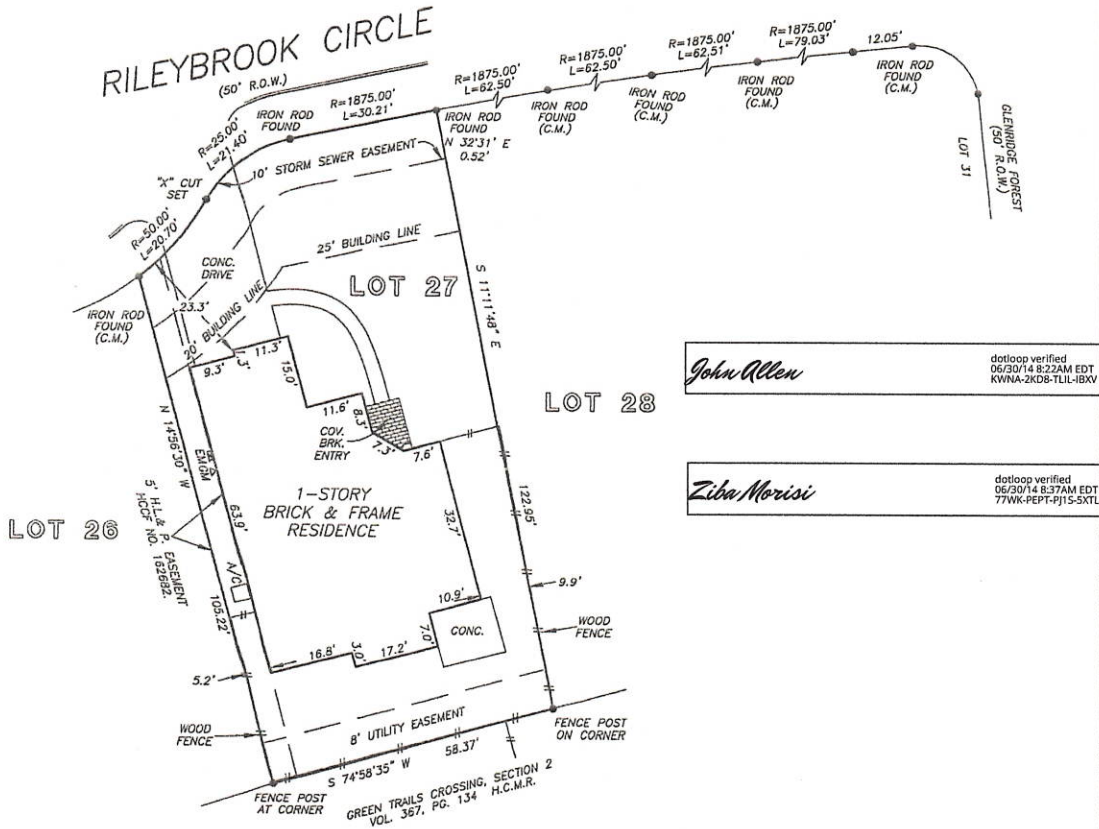 RILEYBROOK CIRCLE
(50' R.O.W.)
R=1875.00'
L=30.21'
IRON ROD
FOUND
R=25.00'
L=21.40'
"X" CUT
SET
R=50.00'
L=20.70'
IRON ROD
FOUND
(C.M.)
10' STORM SEWER EASEMENT
IRON ROD
FOUND
N 32°31' E
0.52'
R=1875.00'
L=62.50'
IRON ROD
FOUND
(C.M.)
R=1875.00'
L=62.50'
IRON ROD
FOUND
(C.M.)
R=1875.00'
L=62.51'
IRON ROD
FOUND
(C.M.)
R=1875.00'
L=79.03'
12.05'
IRON ROD
FOUND
(C.M.)
GLENRIDGE FOREST
(50' R.O.W.)
LOT 31
CONC.
DRIVE
23.3'
20' BUILDING LINE
25' BUILDING LINE
LOT 27
S 11°11'48" E
9.3'
1.3'
11.3'
15.0'
11.6'
8.3'
COV.
BRK.
ENTRY
7.3'
7.6'
LOT 28
John Allen
dotloop verified
06/30/14 8:22AM EDT
KWNA-2KD8-TLIL-IBXV
Ziba Morisi
dotloop verified
06/30/14 8:37AM EDT
77WK-PEPT-PJ1S-5XTL
N 14°56'30" W
EM
GM
63.9'
1-STORY
BRICK & FRAME
RESIDENCE
32.7'
122.95'
LOT 26
5' H.L.& P. EASEMENT
HCCF NO. 162682.
105.22'
A/C
10.9'
7.0'
CONC.
9.9'
WOOD
FENCE
16.8'
3.0'
17.2'
5.2'
WOOD
FENCE
8' UTILITY EASEMENT
S 74°58'35" W
58.37'
FENCE POST
ON CORNER
FENCE POST
AT CORNER
GREEN TRAILS CROSSING, SECTION 2
VOL. 367, PG. 134 H.C.M.R.